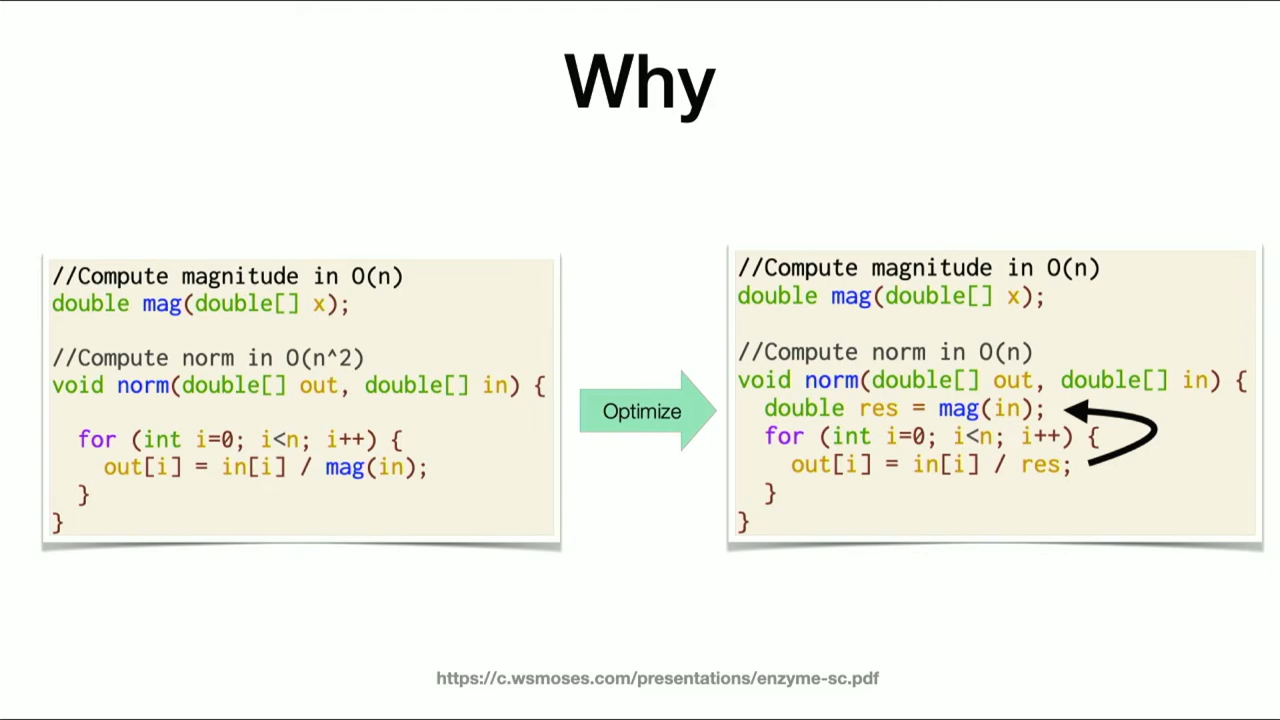 Why
//Compute magnitude in O(n)
double mag(double[] x);
//Compute norm in O(n^2)
void norm(double[] out, double[] in) {
for (int i=0; i<n; i++) {
out[i] = in[i] / mag(in);
}
}
Optimize
//Compute magnitude in O(n)
double mag(double[] x);
//Compute norm in O(n)
void norm(double[] out, double[] in) {
double res = mag(in);
for (int i=0; i<n; i++) {
out[i] = in[i] / res;
}
}
https://c.wsmoses.com/presentations/enzyme-sc.pdf